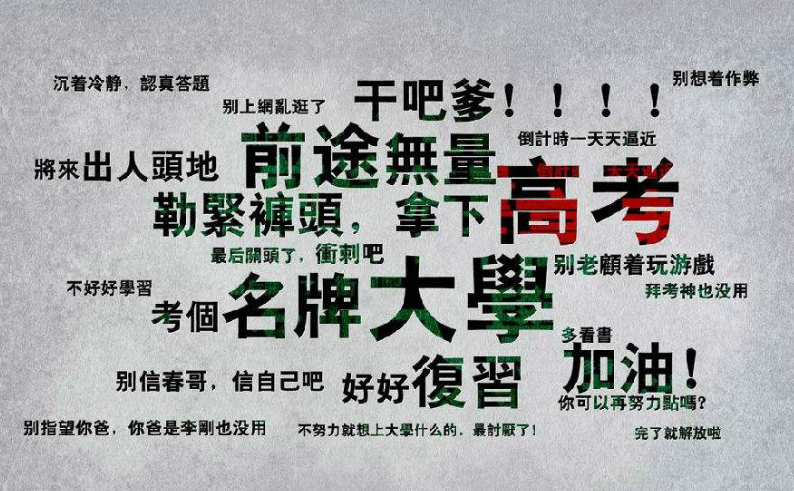 沉着冷静，認真答題
别上網亂逛了
干吧爹！！！！
别想着作弊
倒計時一天天逼近
將來出人頭地
前途無量
勒緊褲頭，拿下高考
最后關頭了，衝刺吧
别老顧着玩游戲
不好好學習
拜考神也没用
考個名牌大學
多看書
加油！
别信春哥，信自己吧
好好復習
你可以再努力點嗎？
别指望你爸，你爸是李剛也没用
不努力就想上大學什么的，最討厭了！
完了就解放啦